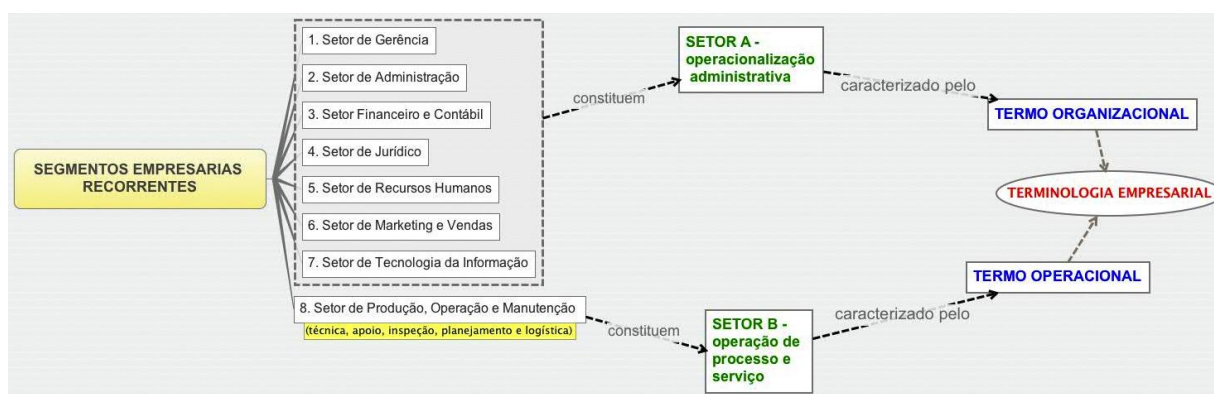 SEGMENTOS EMPRESARIAS
RECORRENTES
1. Setor de Gerência
2. Setor de Administração
3. Setor Financeiro e Contábil
4. Setor de Jurídico
5. Setor de Recursos Humanos
6. Setor de Marketing e Vendas
7. Setor de Tecnologia da Informação
8. Setor de Produção, Operação e Manutenção
(técnica, apoio, inspeção, planejamento e logística)
constituem
SETOR A -
operacionalização
administrativa
caracterizado pelo
TERMO ORGANIZACIONAL
TERMINOLOGIA EMPRESARIAL
constituem
SETOR B -
operação de
processo e
serviço
caracterizado pelo
TERMO OPERACIONAL